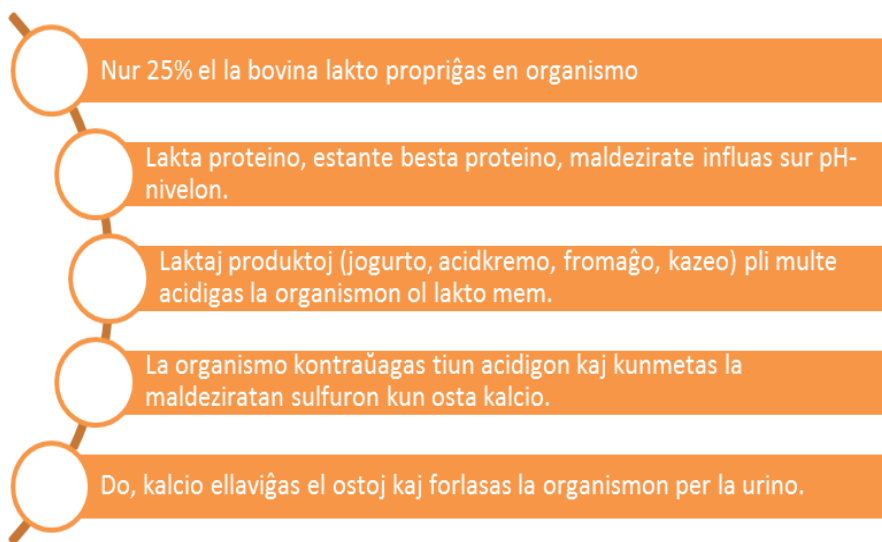 Nur 25% el la bovina lakto propriĝas en organismo
Lakta proteino, estante besta proteino, maldezirate influas sur pH-
nivelon.
Laktaj produktoj (jogurto, acidkremo, fromaĝo, kazeo) pli multe
acidigas la organismon ol lakto mem.
La organismo kontraŭagas tiun acidigon kaj kunmetas la
maldeziratan sulfuron kun osta kalcio.
Do, kalcio ellaviĝas el ostoj kaj forlasas la organismon per la urino.